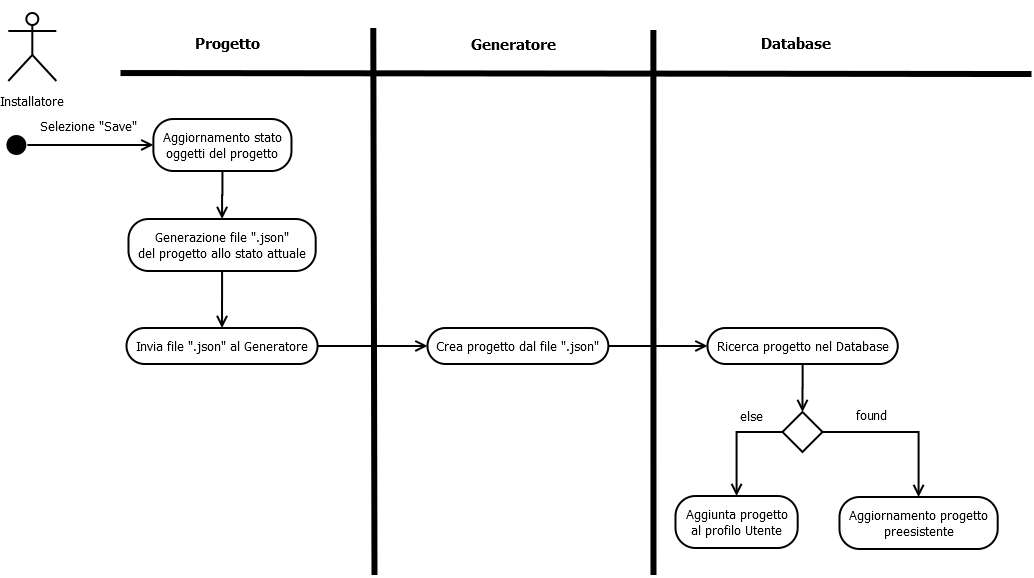 Progetto
Generatore
Database
Installatore
Selezione "Save"
Aggiornamento stato
oggetti del progetto
Generazione file ".json"
del progetto allo stato attuale
Invia file ".json" al Generatore
Crea progetto dal file ".json"
Ricerca progetto nel Database
else
found
Aggiunta progetto
al profilo Utente
Aggiornamento progetto
preesistente